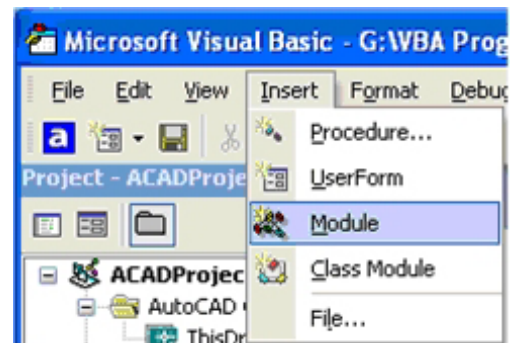 Microsoft Visual Basic - G:\VBA Prog
File Edit View Insert Format Debug
a
Procedure...
Project - ACADProje
UserForm
Module
ACADProjec
Class Module
AutoCAD
File...
ThisDr